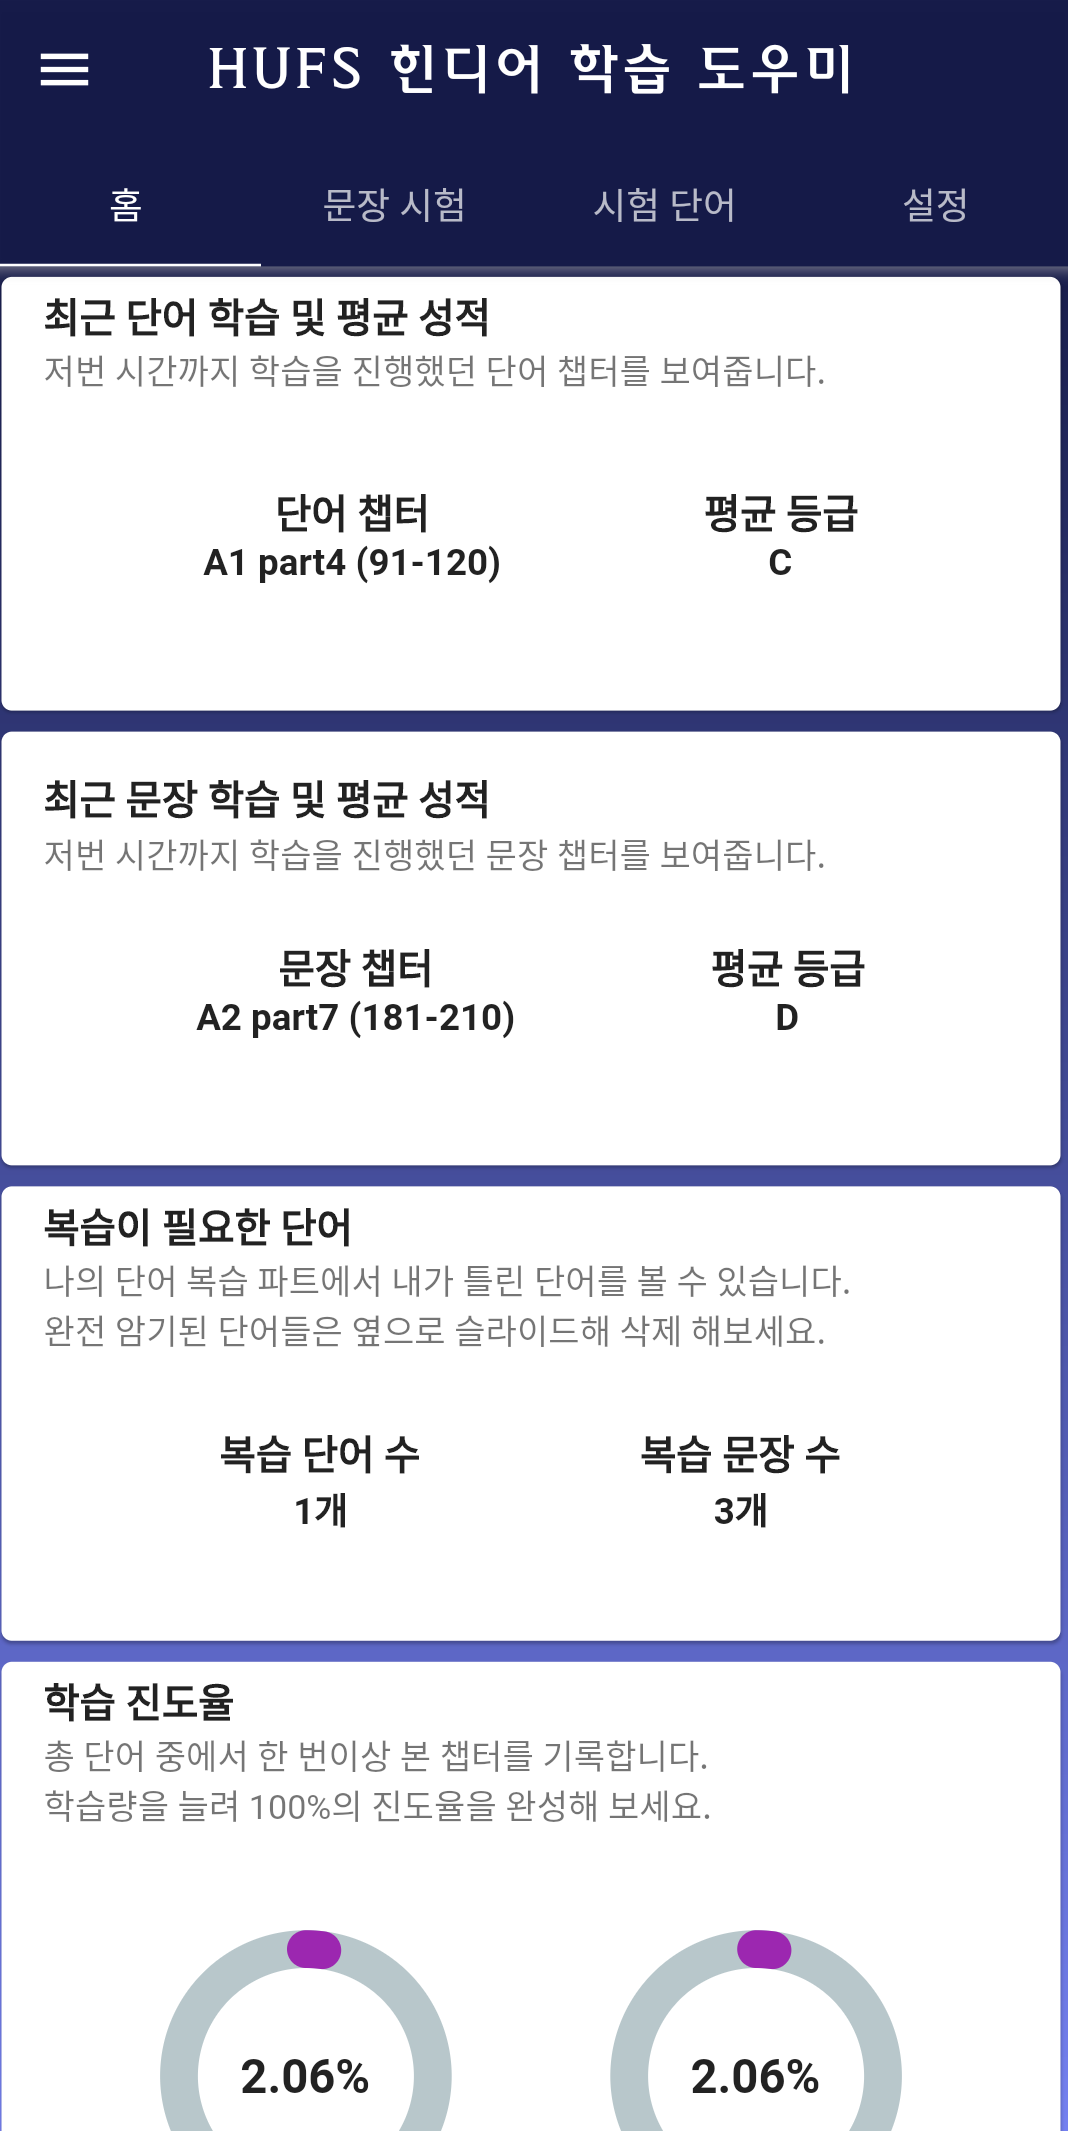 HUFS 힌디어 학습 도우미
홈 문장 시험 시험 단어 설정
최근 단어 학습 및 평균 성적
저번 시간까지 학습을 진행했던 단어 챕터를 보여줍니다.
단어 챕터 평균 등급
A1 part4 (91-120) C
최근 문장 학습 및 평균 성적
저번 시간까지 학습을 진행했던 문장 챕터를 보여줍니다.
문장 챕터 평균 등급
A2 part7 (181-210) D
복습이 필요한 단어
나의 단어 복습 파트에서 내가 틀린 단어를 볼 수 있습니다.
완전 암기된 단어들은 옆으로 슬라이드해 삭제 해보세요.
복습 단어 수 복습 문장 수
1개 3개
학습 진도율
총 단어 중에서 한 번이상 본 챕터를 기록합니다.
학습량을 늘려 100%의 진도율을 완성해 보세요.
2.06% 2.06%